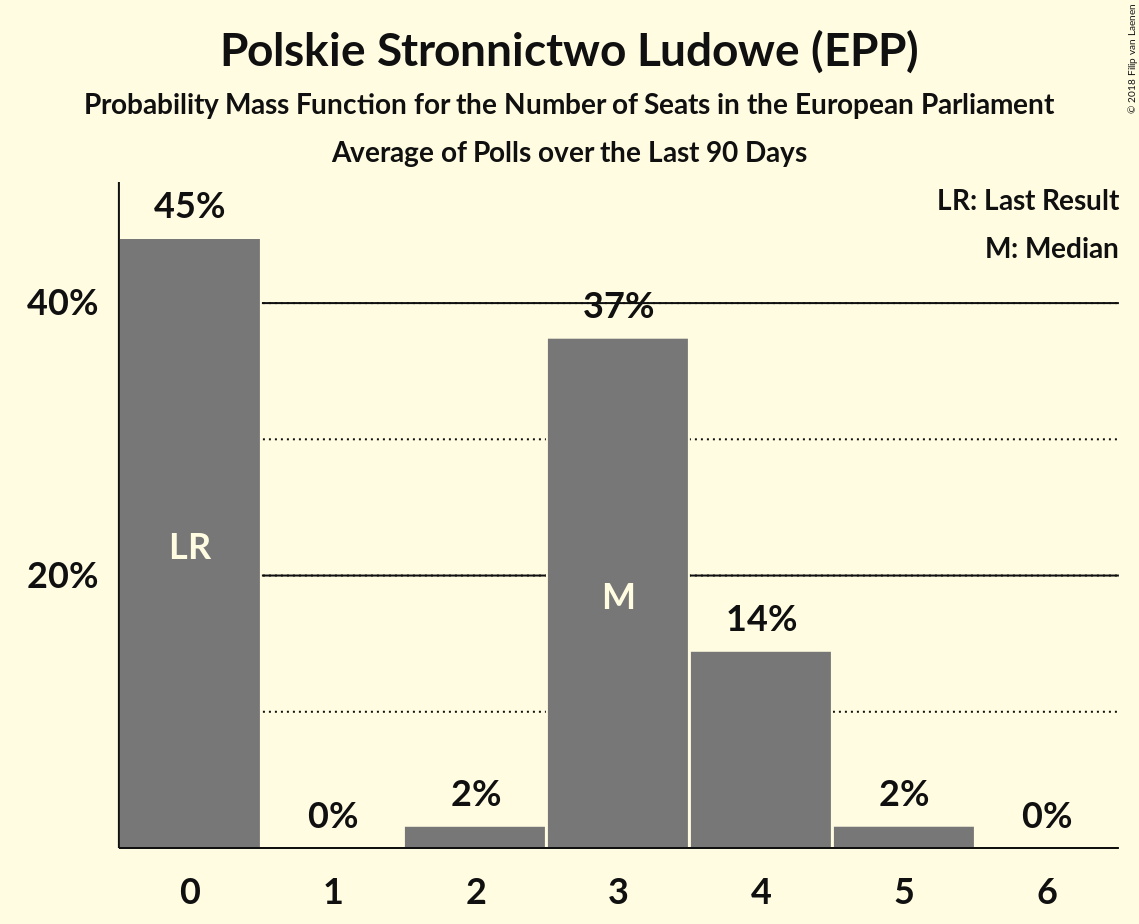 Polskie Stronnictwo Ludowe (EPP)
Probability Mass Function for the Number of Seats in the European Parliament
Average of Polls over the Last 90 Days
© 2018 Filip van Laenen
LR: Last Result
M: Median
45%
40%
37%
LR
20%
M
14%
2%
2%
0%
0%
0 1 2 3 4 5 6